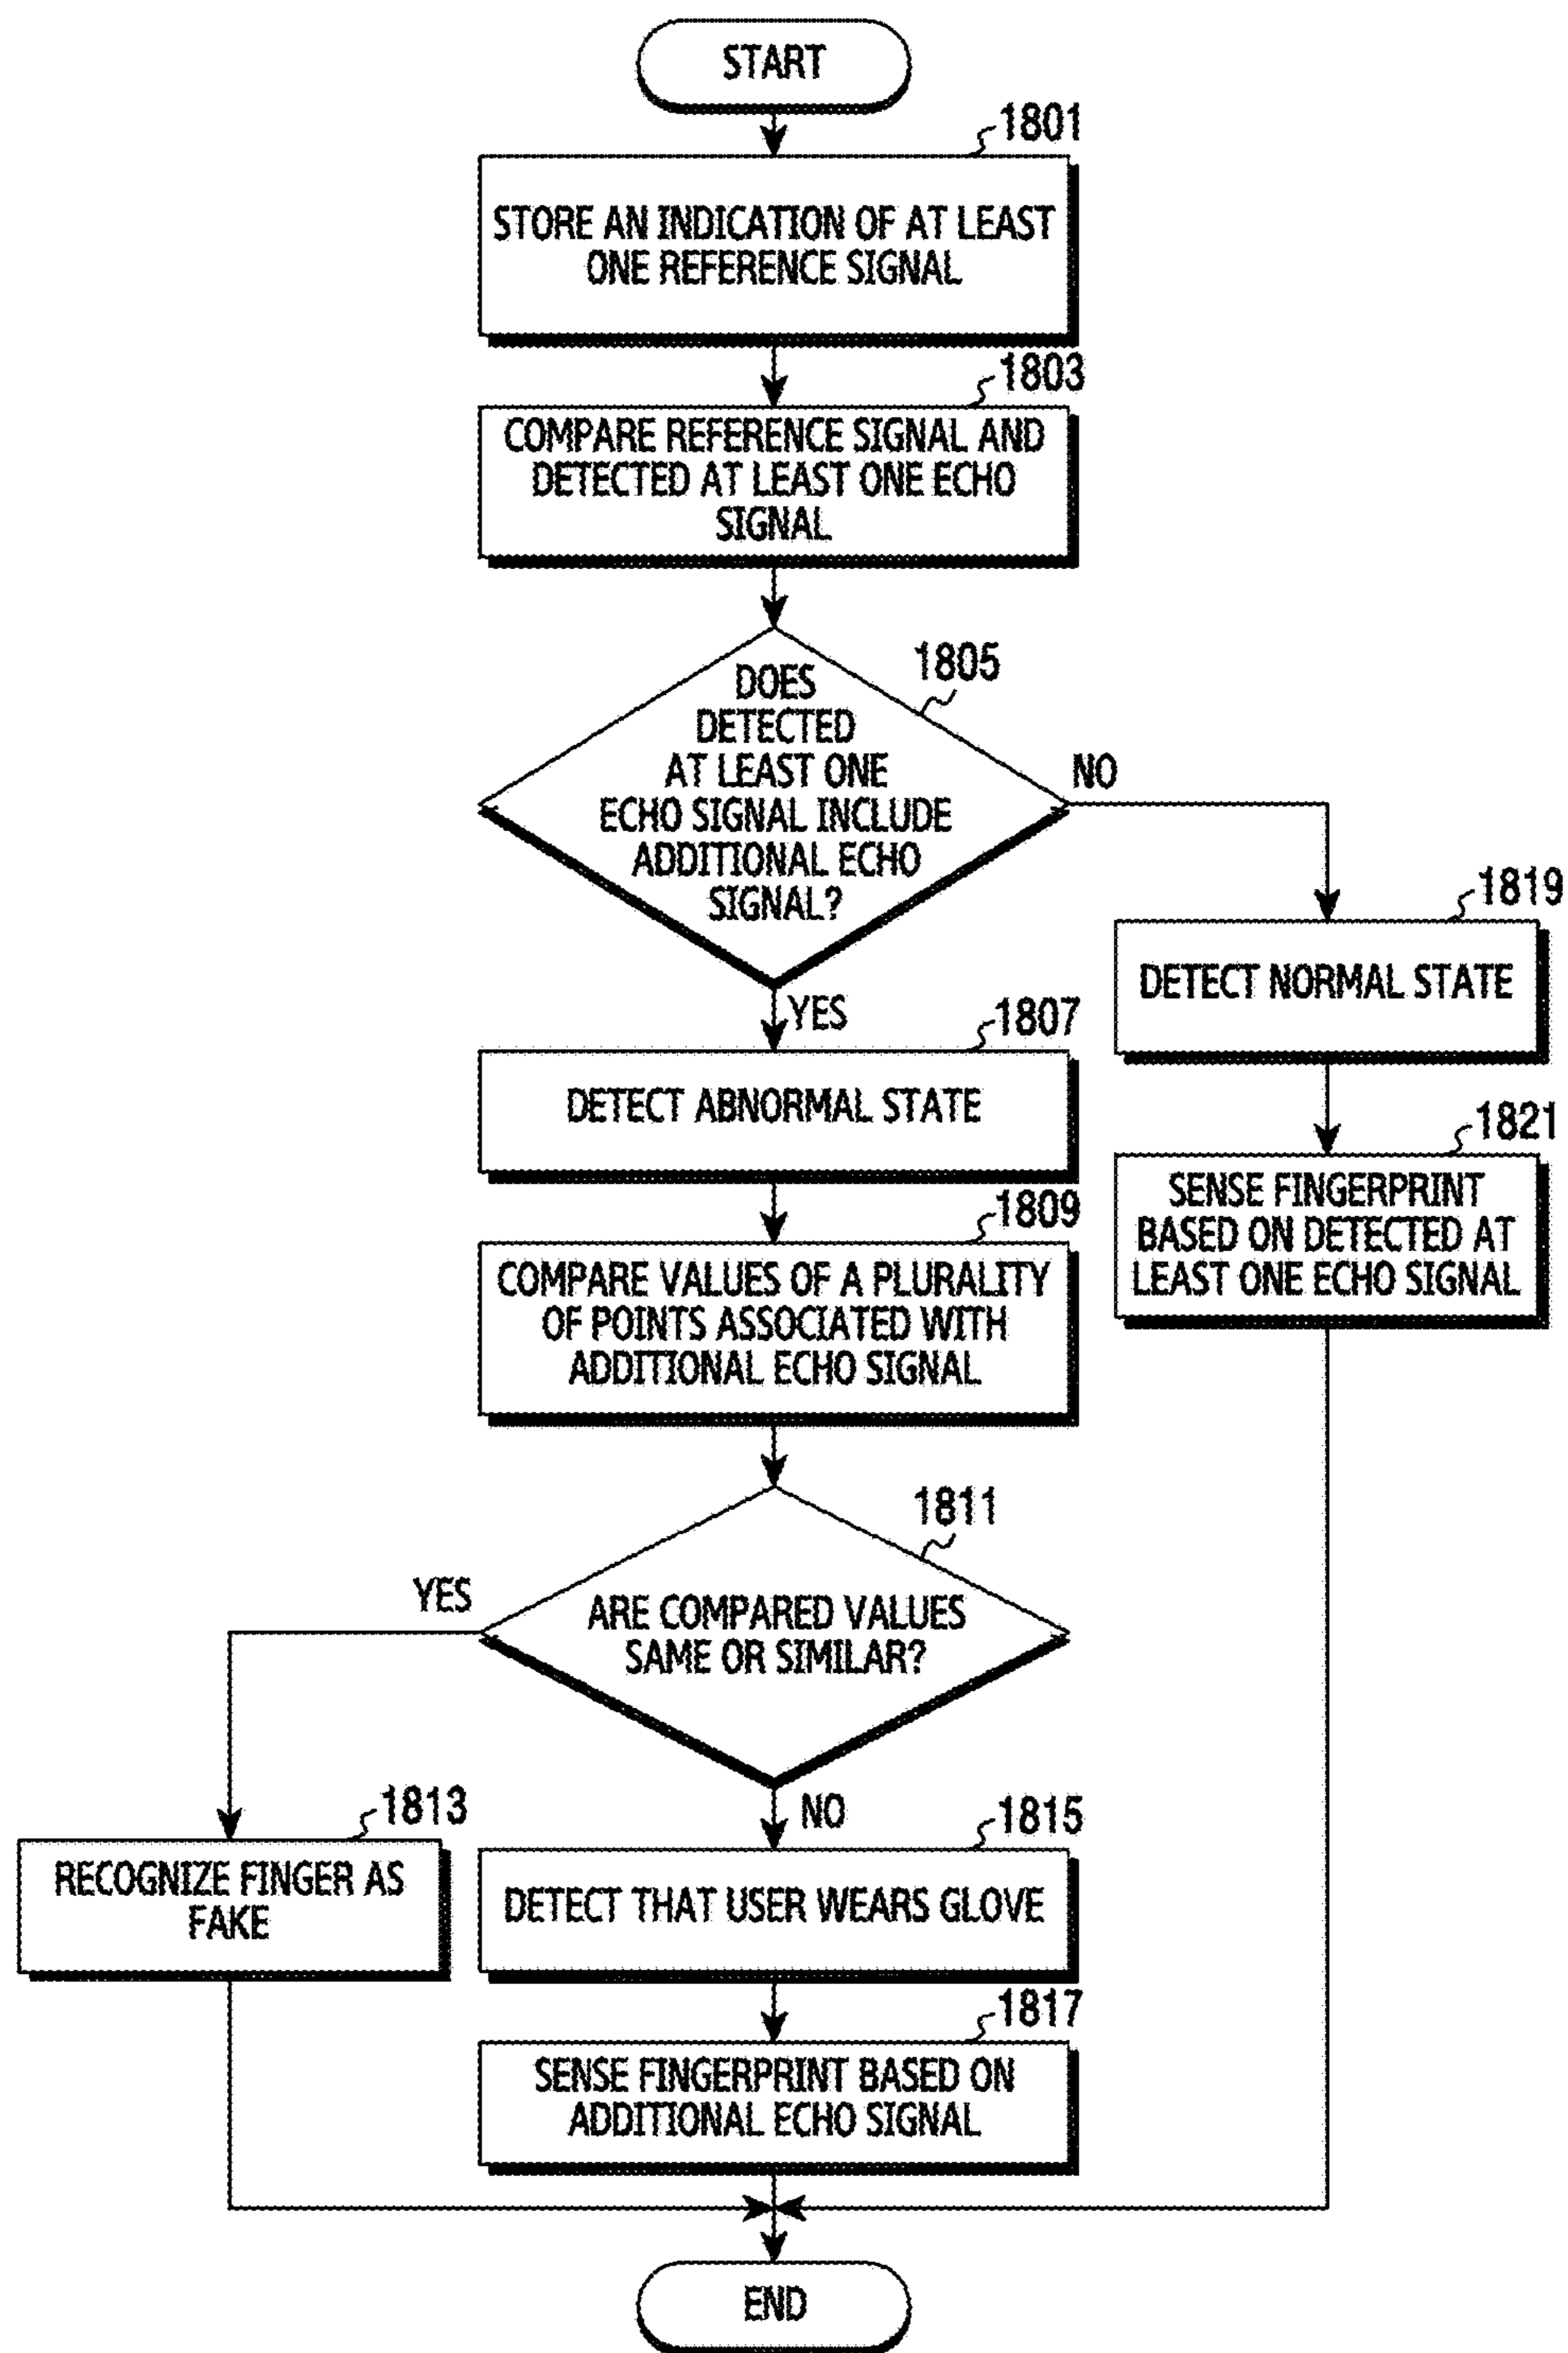 START
1801
STORE AN INDICATION OF AT LEAST
ONE REFERENCE SIGNAL
1803
COMPARE REFERENCE SIGNAL AND
DETECTED AT LEAST ONE ECHO
SIGNAL
1805
DOES
DETECTED
AT LEAST ONE
ECHO SIGNAL INCLUDE
ADDITIONAL ECHO
SIGNAL?
NO
1819
DETECT NORMAL STATE
YES
1807
DETECT ABNORMAL STATE
1821
SENSE FINGERPRINT
BASED ON DETECTED AT
LEAST ONE ECHO SIGNAL
1809
COMPARE VALUES OF A PLURALITY
OF POINTS ASSOCIATED WITH
ADDITIONAL ECHO SIGNAL
1811
ARE COMPARED VALUES
SAME OR SIMILAR?
YES
1813
RECOGNIZE FINGER AS
FAKE
NO
1815
DETECT THAT USER WEARS GLOVE
1817
SENSE FINGERPRINT BASED ON
ADDITIONAL ECHO SIGNAL
END